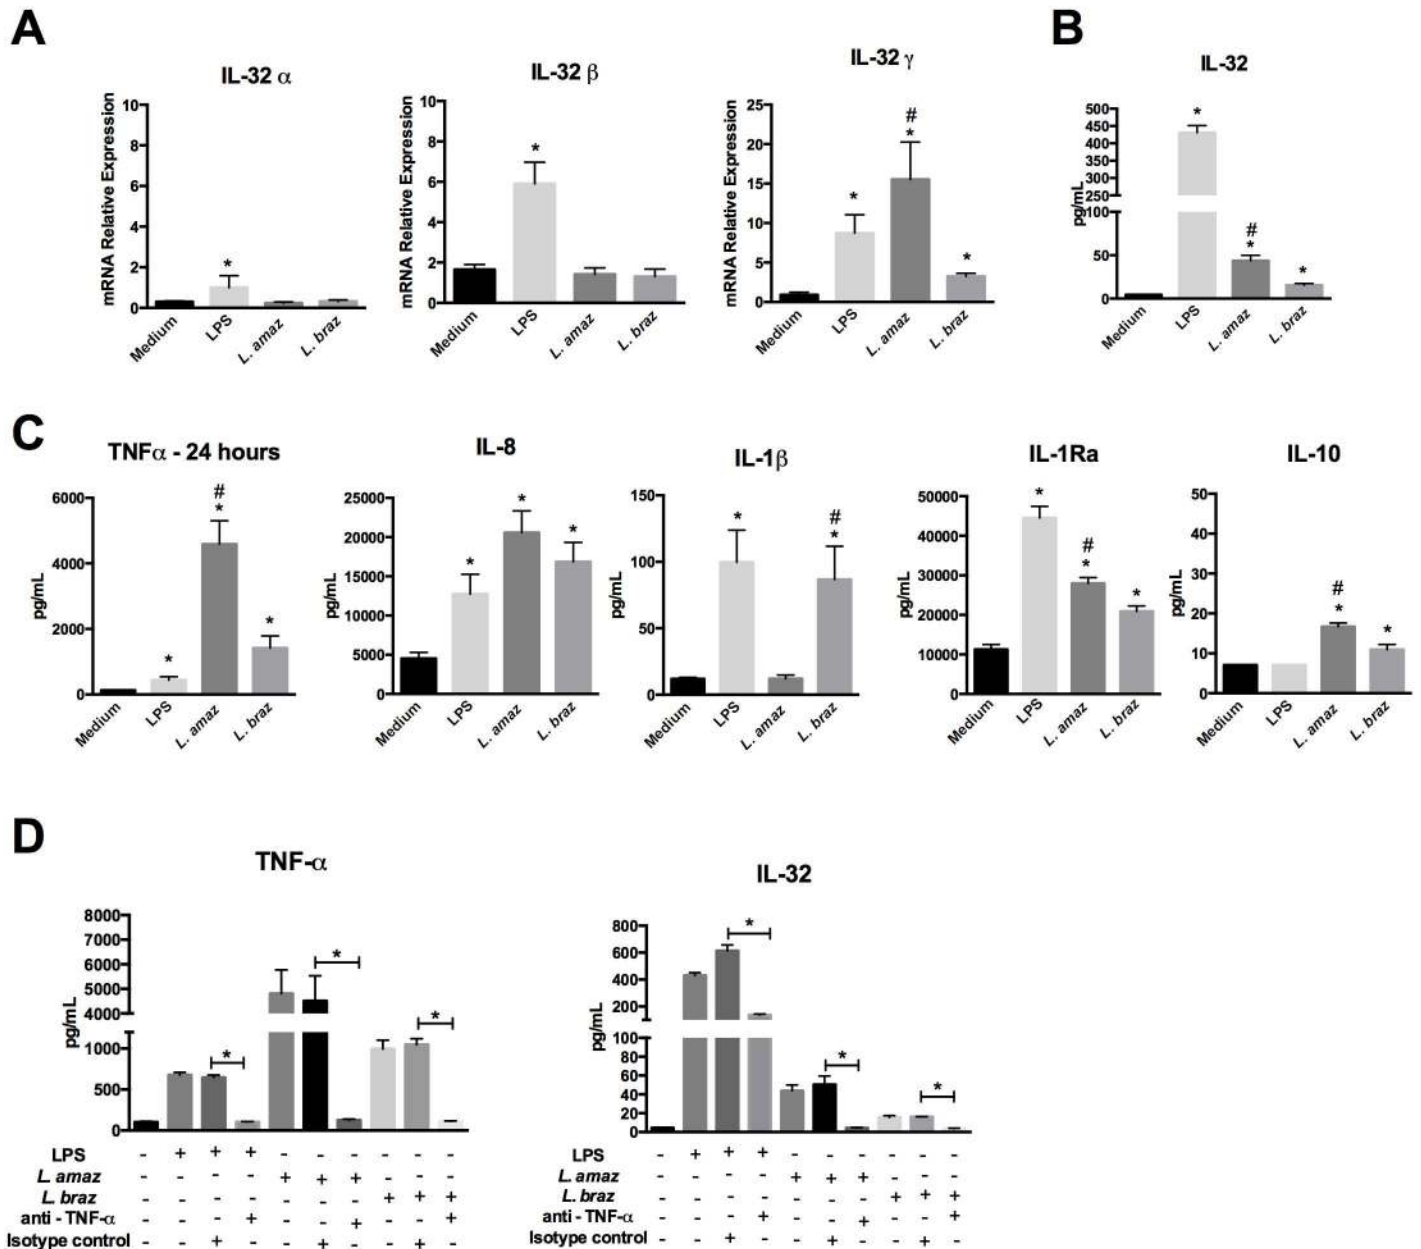 A
B
IL-32 α
IL-32 β
IL-32 γ
IL-32
mRNA Relative Expression
10
8
6
4
2
0
*
Medium
LPS
L. amaz
L. braz
mRNA Relative Expression
10
8
6
4
2
0
*
Medium
LPS
L. amaz
L. braz
mRNA Relative Expression
25
20
15
10
5
0
*
#
*
*
Medium
LPS
L. amaz
L. braz
pg/mL
500
450
400
350
300
250
100
50
0
*
#
*
*
Medium
LPS
L. amaz
L. braz
C
TNFα - 24 hours
IL-8
IL-1β
IL-1Ra
IL-10
pg/mL
6000
4000
2000
0
*
#
*
*
Medium
LPS
L. amaz
L. braz
pg/mL
25000
20000
15000
10000
5000
0
*
*
*
Medium
LPS
L. amaz
L. braz
pg/mL
150
100
50
0
*
#
*
Medium
LPS
L. amaz
L. braz
pg/mL
50000
40000
30000
20000
10000
0
*
#
*
*
Medium
LPS
L. amaz
L. braz
pg/mL
50
40
30
20
10
0
#
*
*
Medium
LPS
L. amaz
L. braz
D
TNF-α
pg/mL
8000
7000
6000
5000
4000
1000
500
0
*
*
*
LPS - + + + - - - - - -
L. amaz - - - - + + + - - -
L. braz - - - - - - - + + +
anti - TNF-α - - - + - - + - - +
Isotype control - - + - - + - - + -
IL-32
pg/mL
800
600
400
200
100
80
60
40
20
0
*
*
*
LPS - + + + - - - - - -
L. amaz - - - - + + + - - -
L. braz - - - - - - - + + +
anti - TNF-α - - - + - - + - - +
Isotype control - - + - - + - - + -